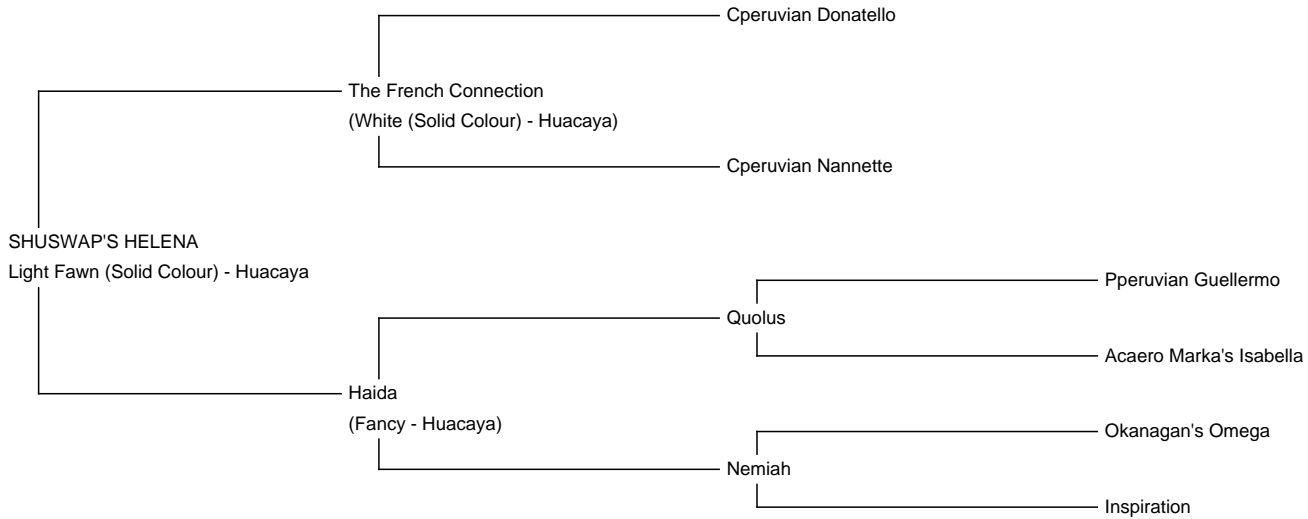 Cperuvian Donatello
The French Connection
(White (Solid Colour) - Huacaya)
Cperuvian Nannette
SHUSWAP'S HELENA
Light Fawn (Solid Colour) - Huacaya
Pperuvian Guellermo
Quolus
Acaero Marka's Isabella
Haida
(Fancy - Huacaya)
Okanagan's Omega
Nemiah
Inspiration